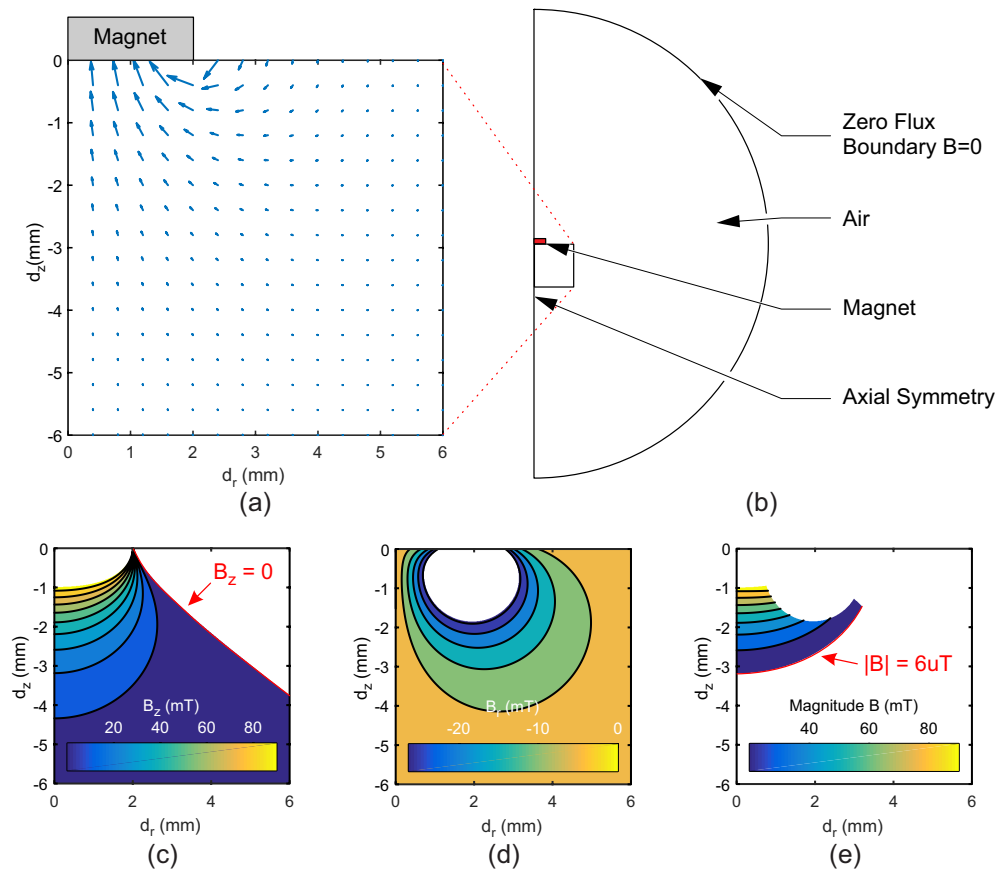 Magnet
0
-1
-2
-3
-4
-5
-6
d_z(mm)
0 1 2 3 4 5 6
d_r (mm)
(a)
Zero Flux
Boundary B=0
Air
Magnet
Axial Symmetry
(b)
0
-1
-2
-3
-4
-5
-6
d_z (mm)
B_z = 0
B_z (mT)
20 40 60 80
0 2 4 6
d_r (mm)
(c)
0
-1
-2
-3
-4
-5
-6
d_z (mm)
B_r (mT)
-20 -10 0
0 2 4 6
d_r (mm)
(d)
0
-1
-2
-3
-4
-5
-6
d_z (mm)
|B| = 6uT
Magnitude B (mT)
40 60 80
0 2 4 6
d_r (mm)
(e)